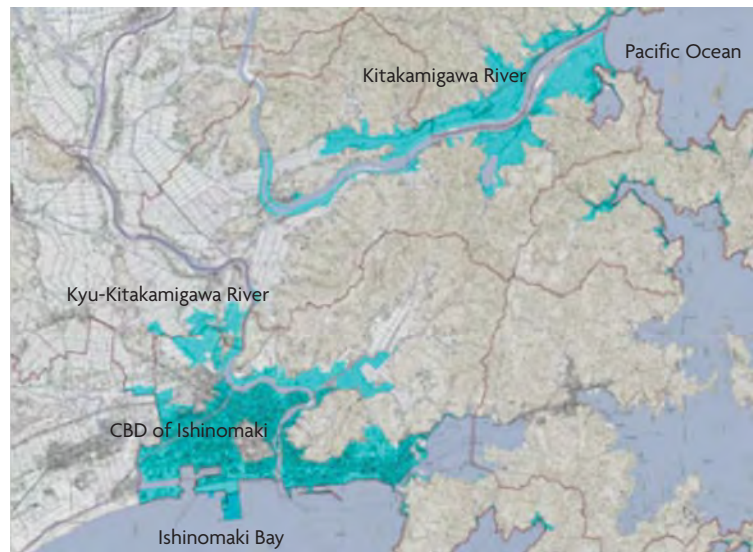 Pacific Ocean
Kitakamigawa River
Kyu-Kitakamigawa River
CBD of Ishinomaki
Ishinomaki Bay